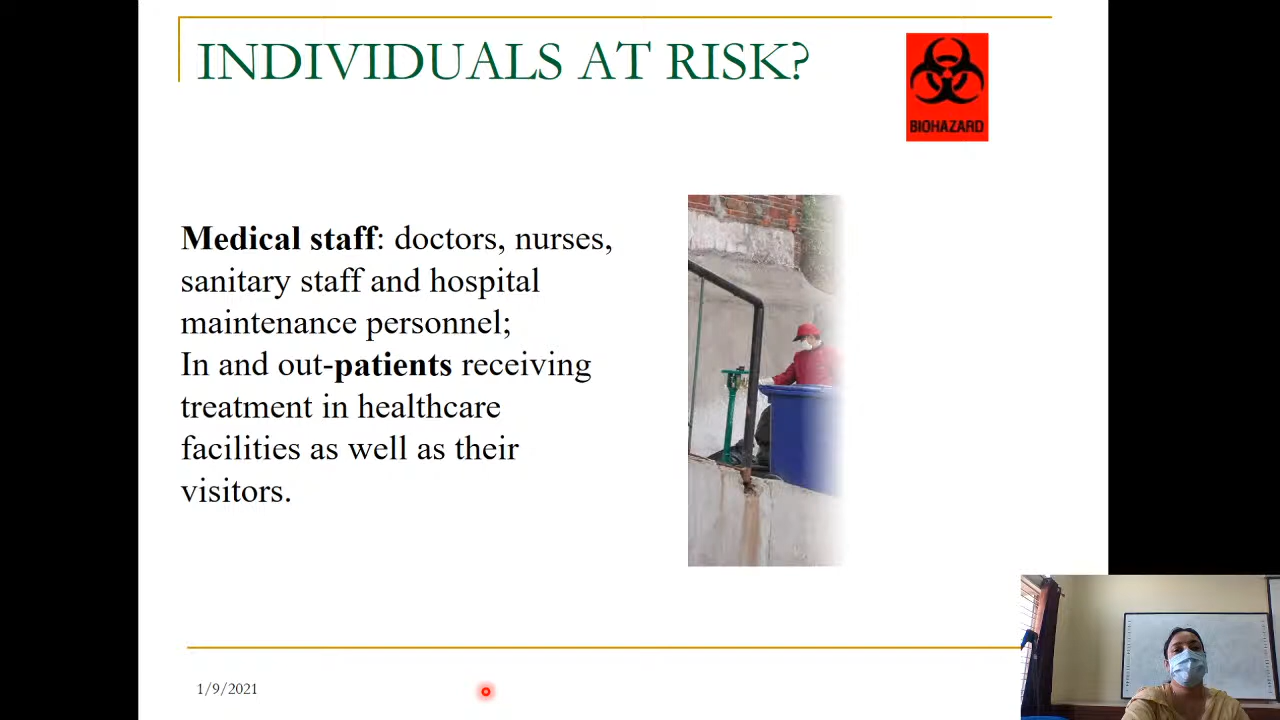 INDIVIDUALS AT RISK?
BIOHAZARD
Medical staff: doctors, nurses,
sanitary staff and hospital
maintenance personnel;
In and out-patients receiving
treatment in healthcare
facilities as well as their
visitors.
1/9/2021